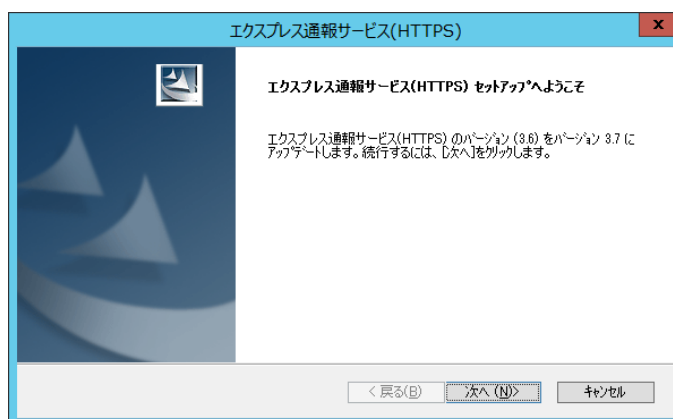 エクスプレス通報サービス(HTTPS)
x
エクスプレス通報サービス(HTTPS) セットアップへようこそ
エクスプレス通報サービス(HTTPS) のバージョン (3.6) をバージョン 3.7 に
アップデートします。続行するには、[次へ]をクリックします。
< 戻る(B)
次へ (N)>
キャンセル